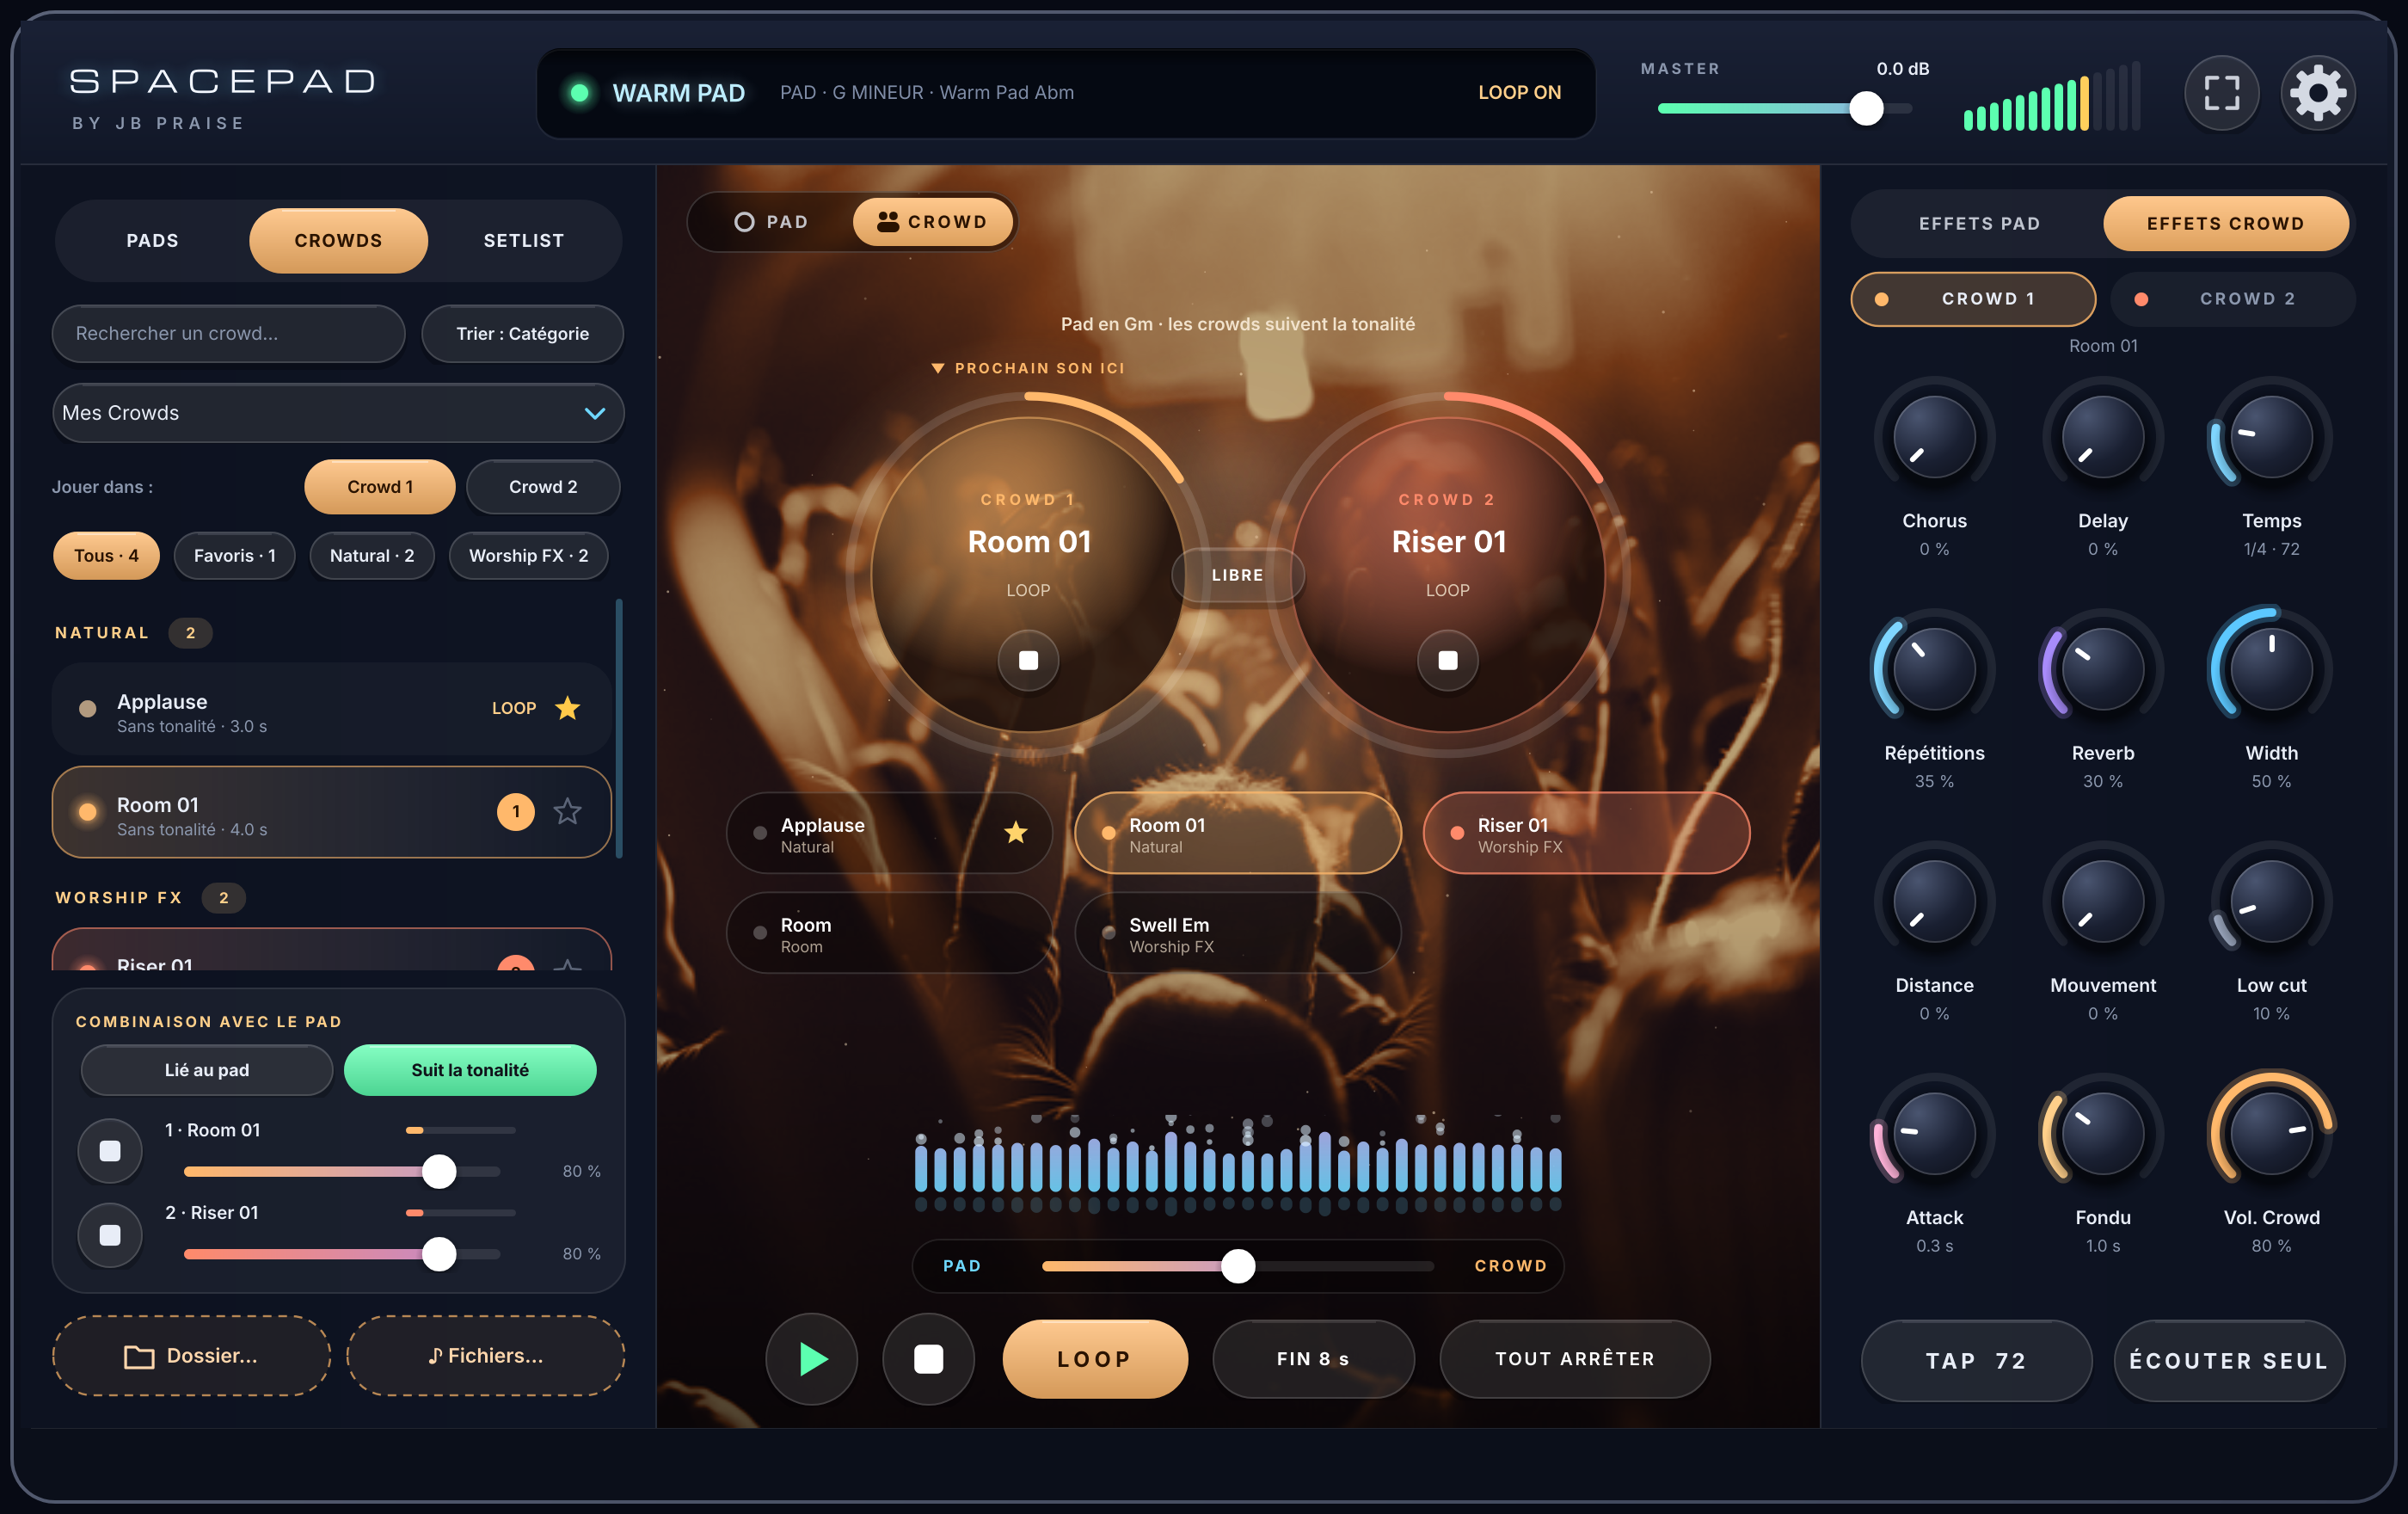 SPACEPAD
BY JB PRAISE
WARM PAD
PAD · G MINEUR · Warm Pad Abm
LOOP ON
MASTER
0.0 dB
PADS
CROWDS
SETLIST
Rechercher un crowd...
Trier : Catégorie
Mes Crowds
Jouer dans :
Crowd 1
Crowd 2
Tous · 4
Favoris · 1
Natural · 2
Worship FX · 2
NATURAL
2
Applause
Sans tonalité · 3.0 s
LOOP
Room 01
Sans tonalité · 4.0 s
1
WORSHIP FX
2
Riser 01
COMBINAISON AVEC LE PAD
Lié au pad
Suit la tonalité
1 · Room 01
80 %
2 · Riser 01
80 %
Dossier...
Fichiers...
PAD
CROWD
Pad en Gm · les crowds suivent la tonalité
PROCHAIN SON ICI
CROWD 1
Room 01
LOOP
LIBRE
CROWD 2
Riser 01
LOOP
Applause
Natural
Room 01
Natural
Riser 01
Worship FX
Room
Room
Swell Em
Worship FX
PAD
CROWD
LOOP
FIN 8 s
TOUT ARRÊTER
EFFETS PAD
EFFETS CROWD
CROWD 1
CROWD 2
Room 01
Chorus
0 %
Delay
0 %
Temps
1/4 · 72
Répétitions
35 %
Reverb
30 %
Width
50 %
Distance
0 %
Mouvement
0 %
Low cut
10 %
Attack
0.3 s
Fondu
1.0 s
Vol. Crowd
80 %
TAP 72
ÉCOUTER SEUL